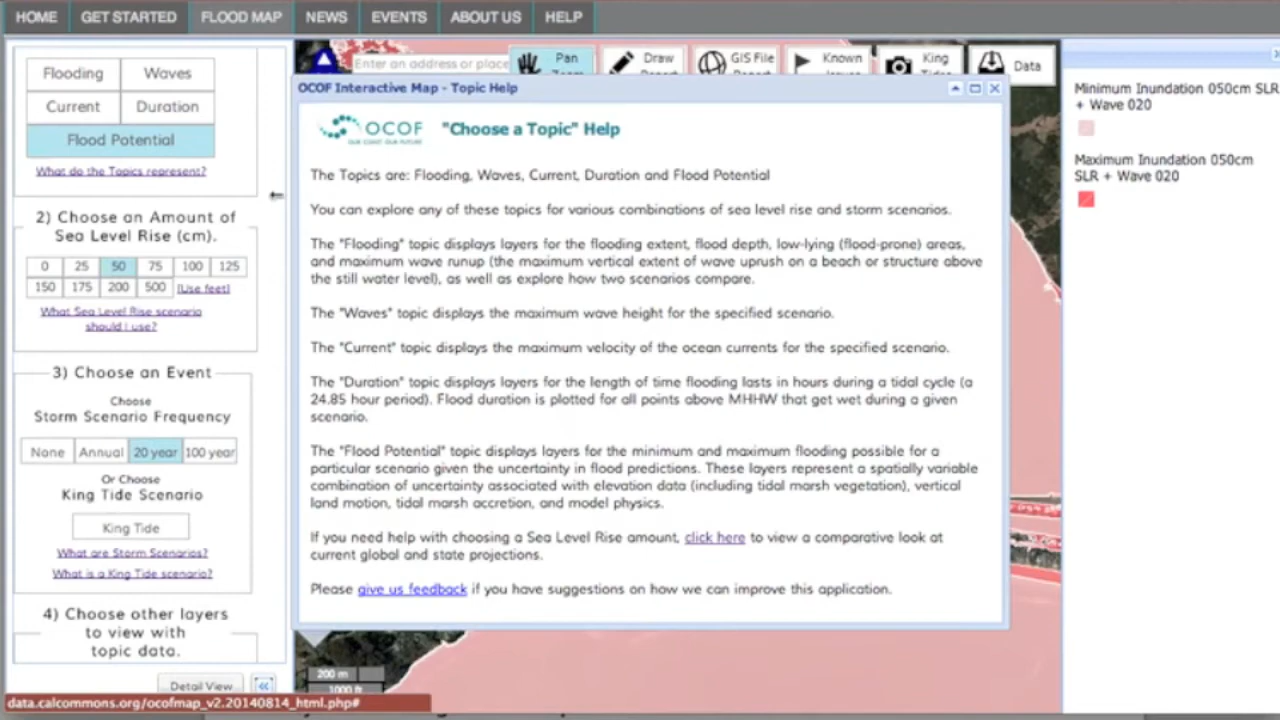 HOME GET STARTED FLOOD MAP NEWS EVENTS ABOUT US HELP
Flooding Waves
Current Duration
Flood Potential
What do the Topics represent?
2) Choose an Amount of
Sea Level Rise (cm).
0 25 50 75 100 125
150 175 200 500 [Use feet]
What Sea Level Rise scenario
should I use?
3) Choose an Event
Choose
Storm Scenario Frequency
None Annual 20 year 100 year
Or Choose
King Tide Scenario
King Tide
What are Storm Scenarios?
What is a King Tide scenario?
4) Choose other layers
to view with
topic data.
Detail View
data.calcommons.org/ocofmap_v2.20140814_html.php#
Enter an address or place
Pan
Draw
GIS File
Known
King
Data
OCOF Interactive Map - Topic Help
OCOF
OUR COAST OUR FUTURE
"Choose a Topic" Help
The Topics are: Flooding, Waves, Current, Duration and Flood Potential
You can explore any of these topics for various combinations of sea level rise and storm scenarios.
The "Flooding" topic displays layers for the flooding extent, flood depth, low-lying (flood-prone) areas,
and maximum wave runup (the maximum vertical extent of wave uprush on a beach or structure above
the still water level), as well as explore how two scenarios compare.
The "Waves" topic displays the maximum wave height for the specified scenario.
The "Current" topic displays the maximum velocity of the ocean currents for the specified scenario.
The "Duration" topic displays layers for the length of time flooding lasts in hours during a tidal cycle (a
24.85 hour period). Flood duration is plotted for all points above MHHW that get wet during a given
scenario.
The "Flood Potential" topic displays layers for the minimum and maximum flooding possible for a
particular scenario given the uncertainty in flood predictions. These layers represent a spatially variable
combination of uncertainty associated with elevation data (including tidal marsh vegetation), vertical
land motion, tidal marsh accretion, and model physics.
If you need help with choosing a Sea Level Rise amount, click here to view a comparative look at
current global and state projections.
Please give us feedback if you have suggestions on how we can improve this application.
200 m
1000 ft
Minimum Inundation 050cm SLR
+ Wave 020
Maximum Inundation 050cm
SLR + Wave 020